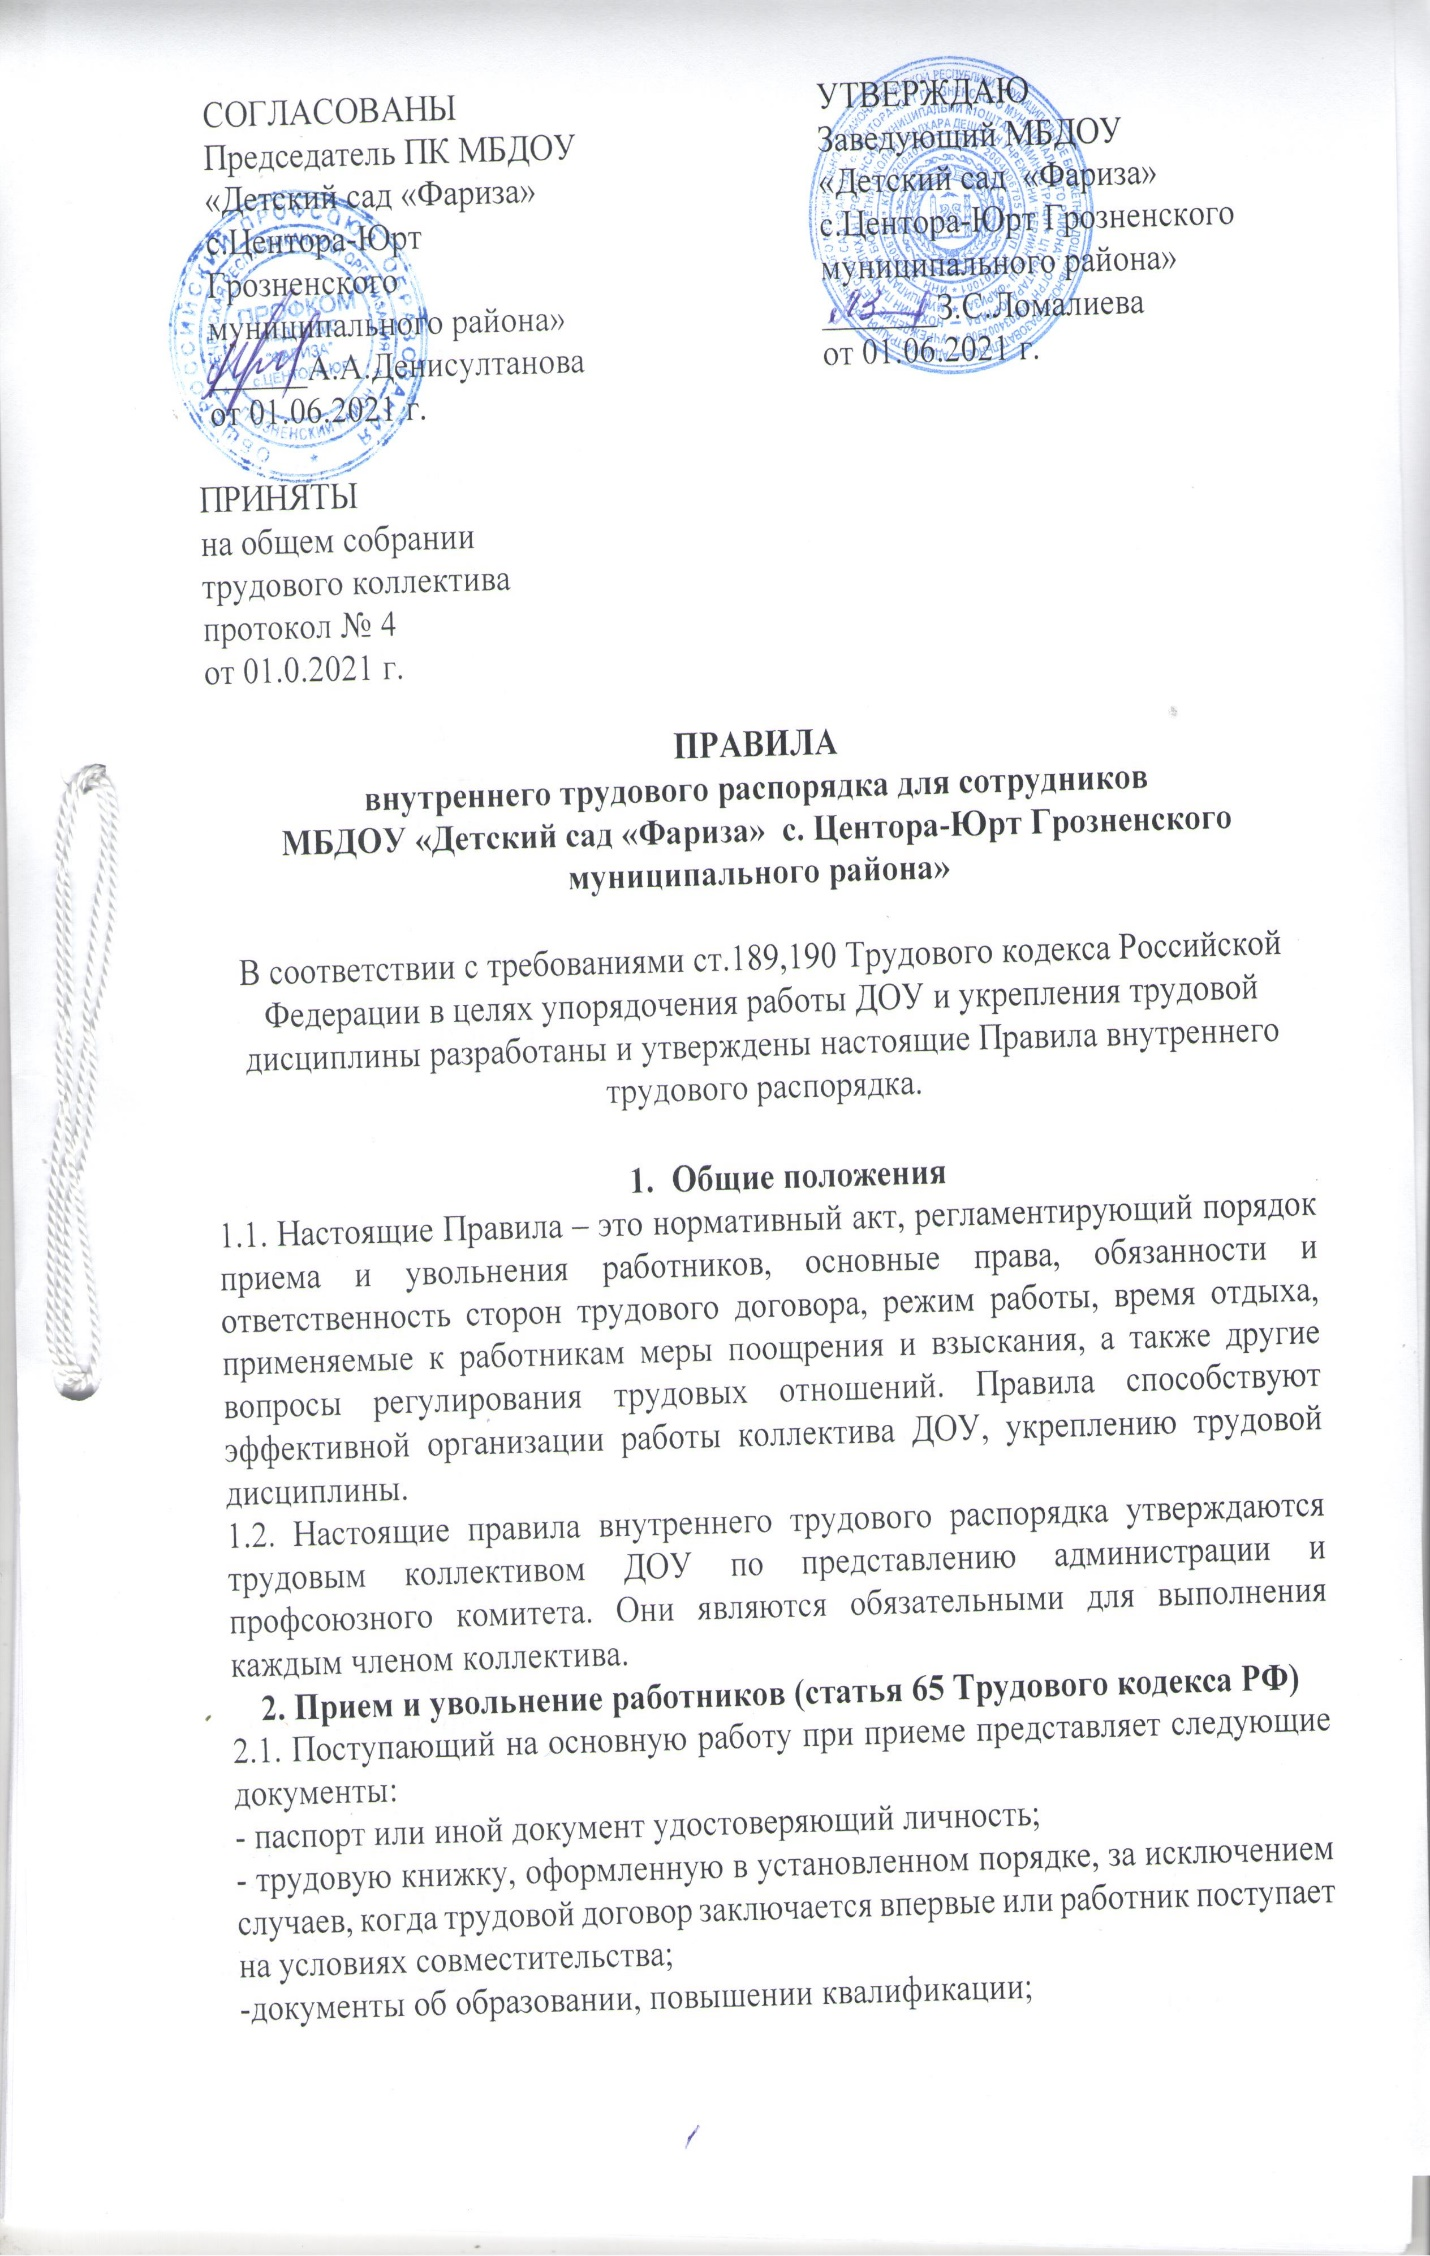 СОГЛАСОВАНЫ
Председатель ПК МБДОУ
«Детский сад «Фариза»
с.Центора-Юрт
Грозненского
муниципального района»
А.А.Денисултанова
от 01.06.2021 г.
УТВЕРЖДАЮ
Заведующий МБДОУ
«Детский сад «Фариза»
с.Центора-Юрт Грозненского
муниципального района»
З.С.Ломалиева
от 01.06.2021 г.
ПРОФКОМ
ПРИНЯТЫ
на общем собрании
трудового коллектива
протокол № 4
от 01.0.2021 г.
ПРАВИЛА
внутреннего трудового распорядка для сотрудников
МБДОУ «Детский сад «Фариза» с. Центора-Юрт Грозненского
муниципального района»
В соответствии с требованиями ст.189,190 Трудового кодекса Российской
Федерации в целях упорядочения работы ДОУ и укрепления трудовой
дисциплины разработаны и утверждены настоящие Правила внутреннего
трудового распорядка.
1. Общие положения
1.1. Настоящие Правила – это нормативный акт, регламентирующий порядок
приема и увольнения работников, основные права, обязанности и
ответственность сторон трудового договора, режим работы, время отдыха,
применяемые к работникам меры поощрения и взыскания, а также другие
вопросы регулирования трудовых отношений. Правила способствуют
эффективной организации работы коллектива ДОУ, укреплению трудовой
дисциплины.
1.2. Настоящие правила внутреннего трудового распорядка утверждаются
трудовым коллективом ДОУ по представлению администрации и
профсоюзного комитета. Они являются обязательными для выполнения
каждым членом коллектива.
2. Прием и увольнение работников (статья 65 Трудового кодекса РФ)
2.1. Поступающий на основную работу при приеме представляет следующие
документы:
- паспорт или иной документ удостоверяющий личность;
- трудовую книжку, оформленную в установленном порядке, за исключением
случаев, когда трудовой договор заключается впервые или работник поступает
на условиях совместительства;
-документы об образовании, повышении квалификации;